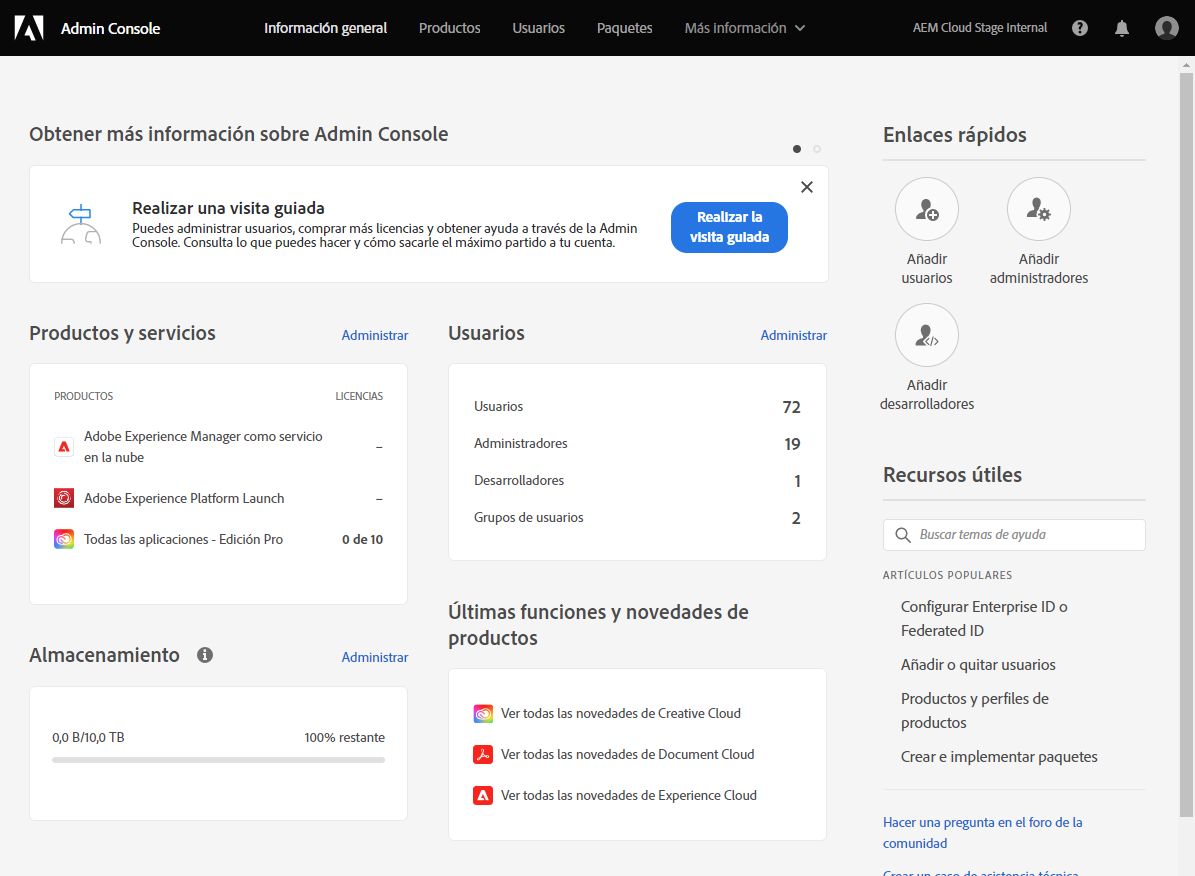 Admin Console
Información general
Productos
Usuarios
Paquetes
Más información
AEM Cloud Stage Internal
Obtener más información sobre Admin Console
Realizar una visita guiada
Puedes administrar usuarios, comprar más licencias y obtener ayuda a través de la Admin
Console. Consulta lo que puedes hacer y cómo sacarle el máximo partido a tu cuenta.
Realizar la
visita guiada
Productos y servicios
Administrar
PRODUCTOS
LICENCIAS
Adobe Experience Manager como servicio
en la nube
–
Adobe Experience Platform Launch
–
Todas las aplicaciones - Edición Pro
0 de 10
Almacenamiento
Administrar
0,0 B/10,0 TB
100% restante
Usuarios
Administrar
Usuarios
72
Administradores
19
Desarrolladores
1
Grupos de usuarios
2
Últimas funciones y novedades de
productos
Ver todas las novedades de Creative Cloud
Ver todas las novedades de Document Cloud
Ver todas las novedades de Experience Cloud
Enlaces rápidos
Añadir
usuarios
Añadir
administradores
Añadir
desarrolladores
Recursos útiles
Buscar temas de ayuda
ARTÍCULOS POPULARES
Configurar Enterprise ID o
Federated ID
Añadir o quitar usuarios
Productos y perfiles de
productos
Crear e implementar paquetes
Hacer una pregunta en el foro de la
comunidad
Crear un caso de asistencia técnica